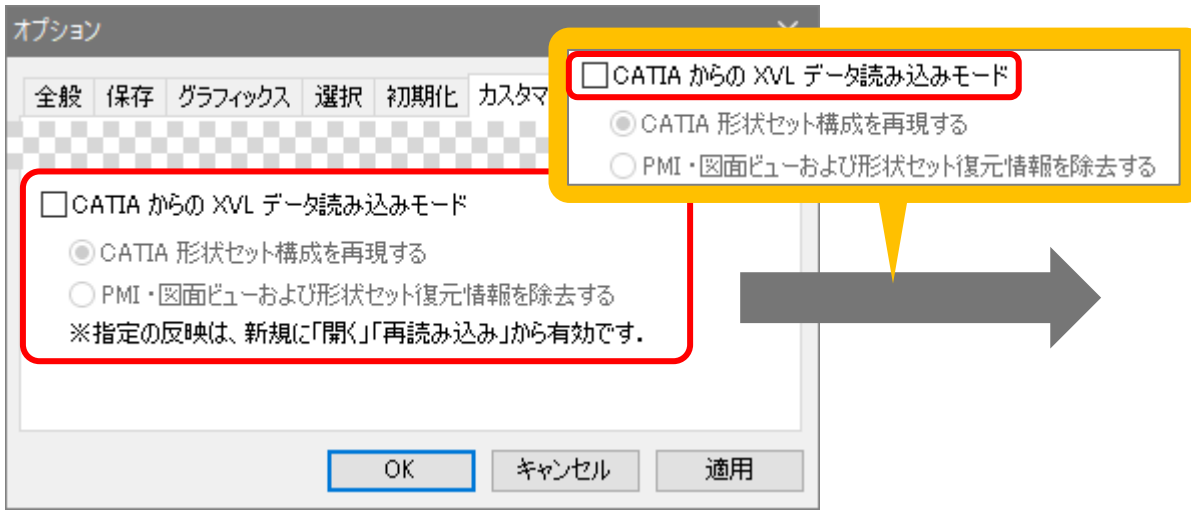 オプション
全般 保存 グラフィックス 選択 初期化 カスタマ
CATIA からの XVL データ読み込みモード
CATIA 形状セット構成を再現する
PMI・図面ビューおよび形状セット復元情報を除去する
※指定の反映は、新規に「開く」「再読み込み」から有効です.
OK キャンセル 適用
CATIA からの XVL データ読み込みモード
CATIA 形状セット構成を再現する
PMI・図面ビューおよび形状セット復元情報を除去する